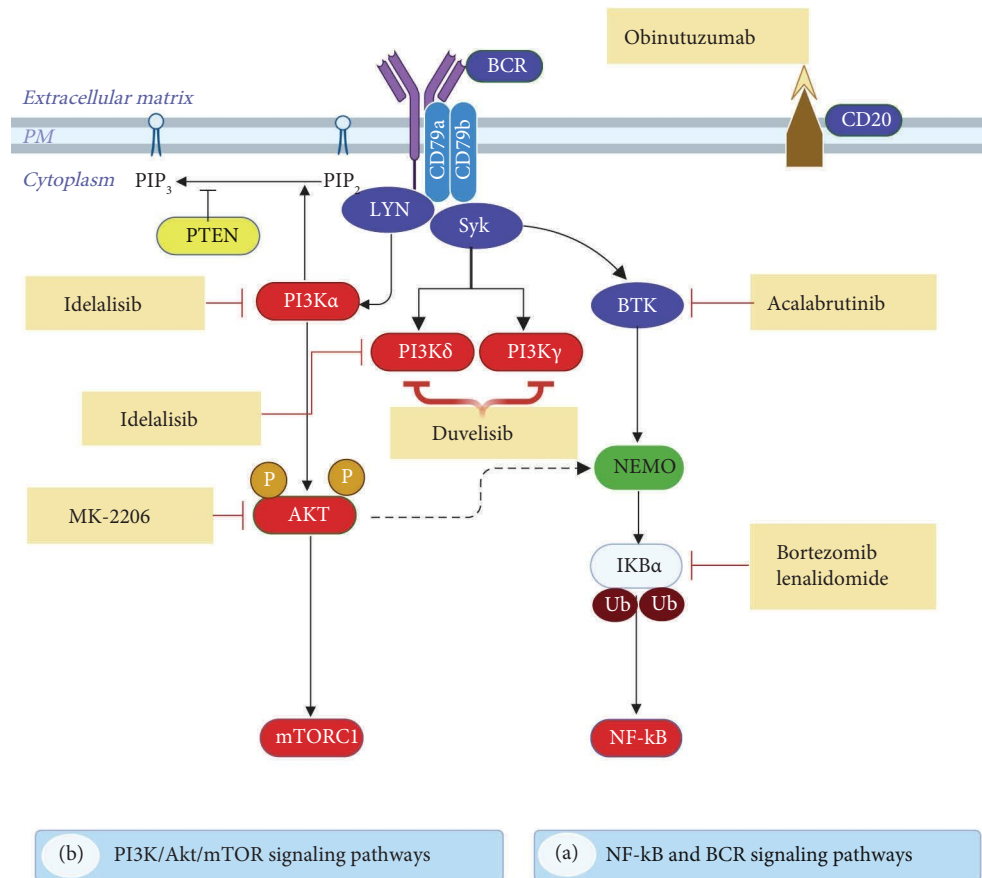 Obinutuzumab
BCR
Extracellular matrix
CD79a
CD79b
CD20
PM
Cytoplasm
PIP3
PIP2
LYN
Syk
PTEN
Idelalisib
PI3Kα
BTK
Acalabrutinib
PI3Kδ
PI3Kγ
Idelalisib
Duvelisib
P
P
NEMO
MK-2206
AKT
IKBα
Bortezomib
lenalidomide
Ub
Ub
mTORC1
NF-kB
(b) PI3K/Akt/mTOR signaling pathways
(a) NF-kB and BCR signaling pathways